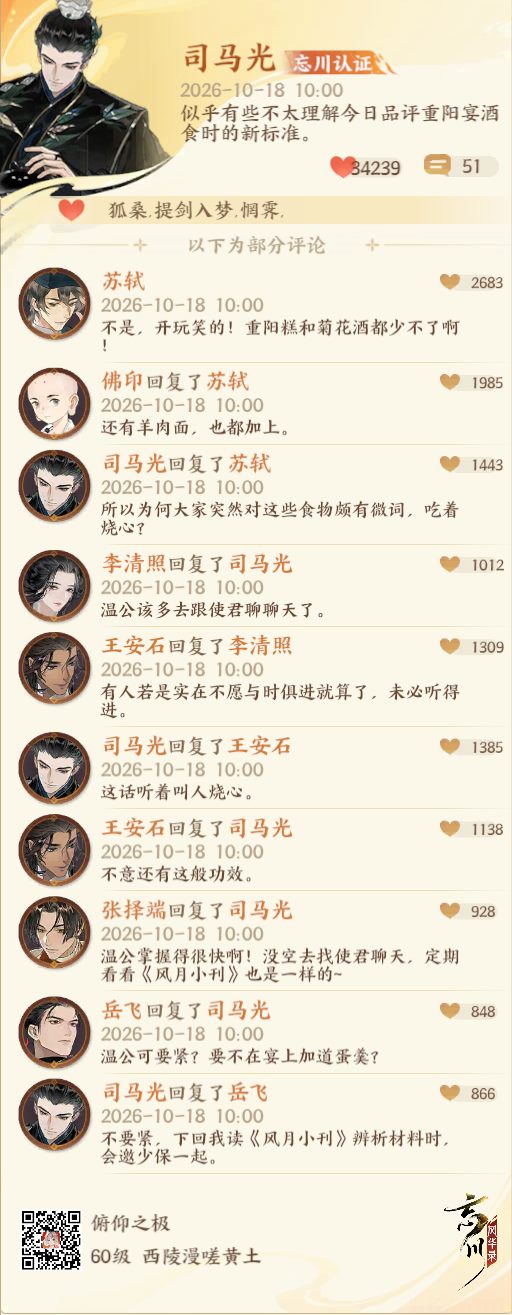 司马光 忘川认证
2026-10-18 10:00
似乎有些不太理解今日品评重阳宴酒
食时的新标准。
34239 51
狐桑,提剑入梦,惘霁,
以下为部分评论
苏轼 2683
2026-10-18 10:00
不是，开玩笑的！重阳糕和菊花酒都少不了啊
！
佛印回复了苏轼 1985
2026-10-18 10:00
还有羊肉面，也都加上。
司马光回复了苏轼 1443
2026-10-18 10:00
所以为何大家突然对这些食物颇有微词，吃着
烧心？
李清照回复了司马光 1012
2026-10-18 10:00
温公该多去跟使君聊聊天了。
王安石回复了李清照 1309
2026-10-18 10:00
有人若是实在不愿与时俱进就算了，未必听得
进。
司马光回复了王安石 1385
2026-10-18 10:00
这话听着叫人烧心。
王安石回复了司马光 1138
2026-10-18 10:00
不意还有这般功效。
张择端回复了司马光 928
2026-10-18 10:00
温公掌握得很快啊！没空去找使君聊天，定期
看看《风月小刊》也是一样的~
岳飞回复了司马光 848
2026-10-18 10:00
温公可要紧？要不在宴上加道蛋羹？
司马光回复了岳飞 866
2026-10-18 10:00
不要紧，下回我读《风月小刊》辨析材料时，
会邀少保一起。
俯仰之极
60级 西陵漫嗟黄土
忘川
风华录